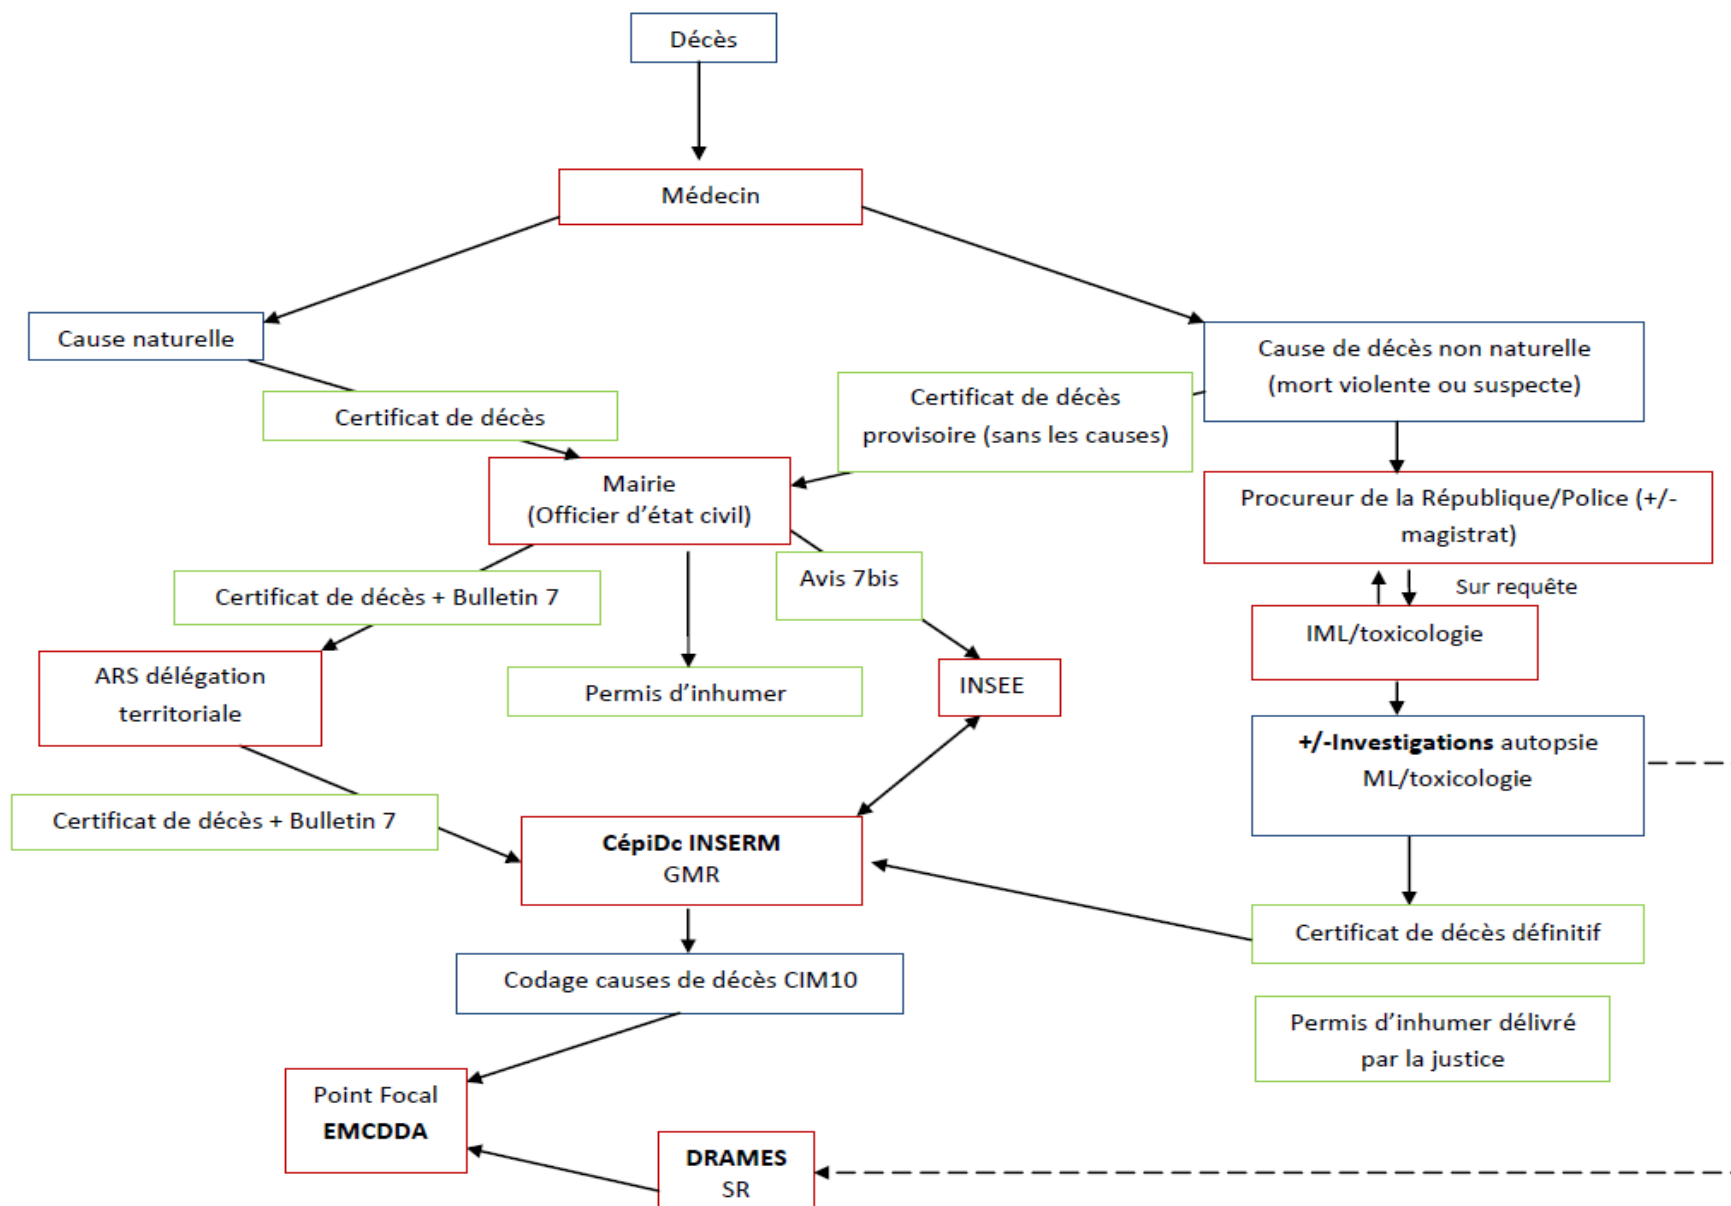 Décès
Médecin
Cause naturelle
Cause de décès non naturelle
(mort violente ou suspecte)
Certificat de décès
Certificat de décès
provisoire (sans les causes)
Mairie
(Officier d’état civil)
Procureur de la République/Police (+/-
magistrat)
Avis 7bis
Sur requête
Certificat de décès + Bulletin 7
IML/toxicologie
ARS délégation
territoriale
Permis d’inhumer
INSEE
+/-Investigations autopsie
ML/toxicologie
Certificat de décès + Bulletin 7
CépiDc INSERM
GMR
Certificat de décès définitif
Codage causes de décès CIM10
Permis d’inhumer délivré
par la justice
Point Focal
EMCDDA
DRAMES
SR